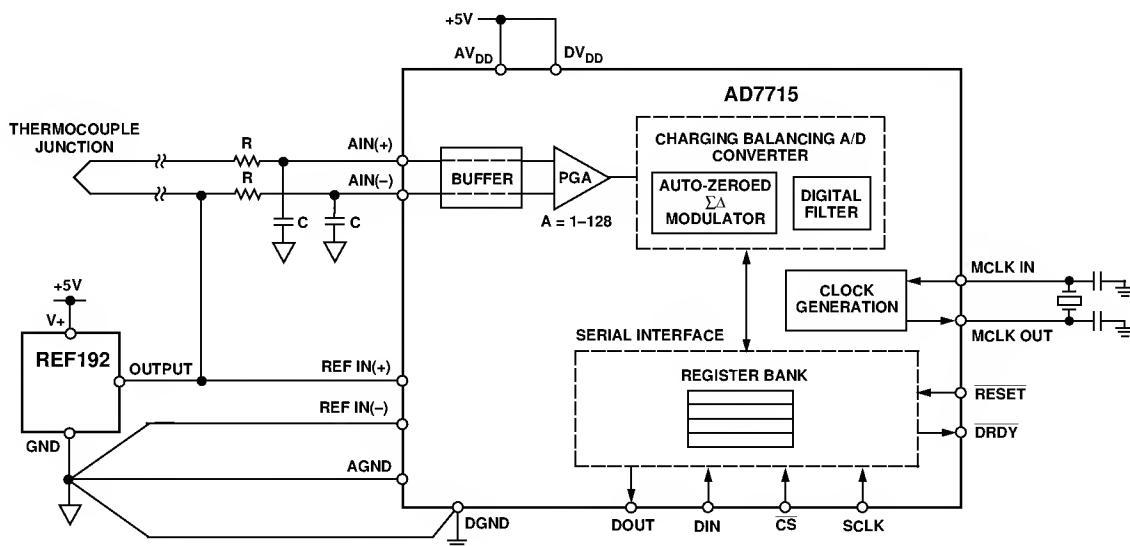 +5V
AVDD
DVDD
AD7715
THERMOCOUPLE
JUNCTION
R
AIN(+)
R
AIN(−)
C
C
BUFFER
PGA
A = 1–128
CHARGING BALANCING A/D
CONVERTER
AUTO-ZEROED
ΣΔ
MODULATOR
DIGITAL
FILTER
MCLK IN
CLOCK
GENERATION
MCLK OUT
+5V
V+
REF192
OUTPUT
GND
REF IN(+)
REF IN(−)
AGND
SERIAL INTERFACE
REGISTER BANK
RESET
DRDY
DGND
DOUT
DIN
CS
SCLK